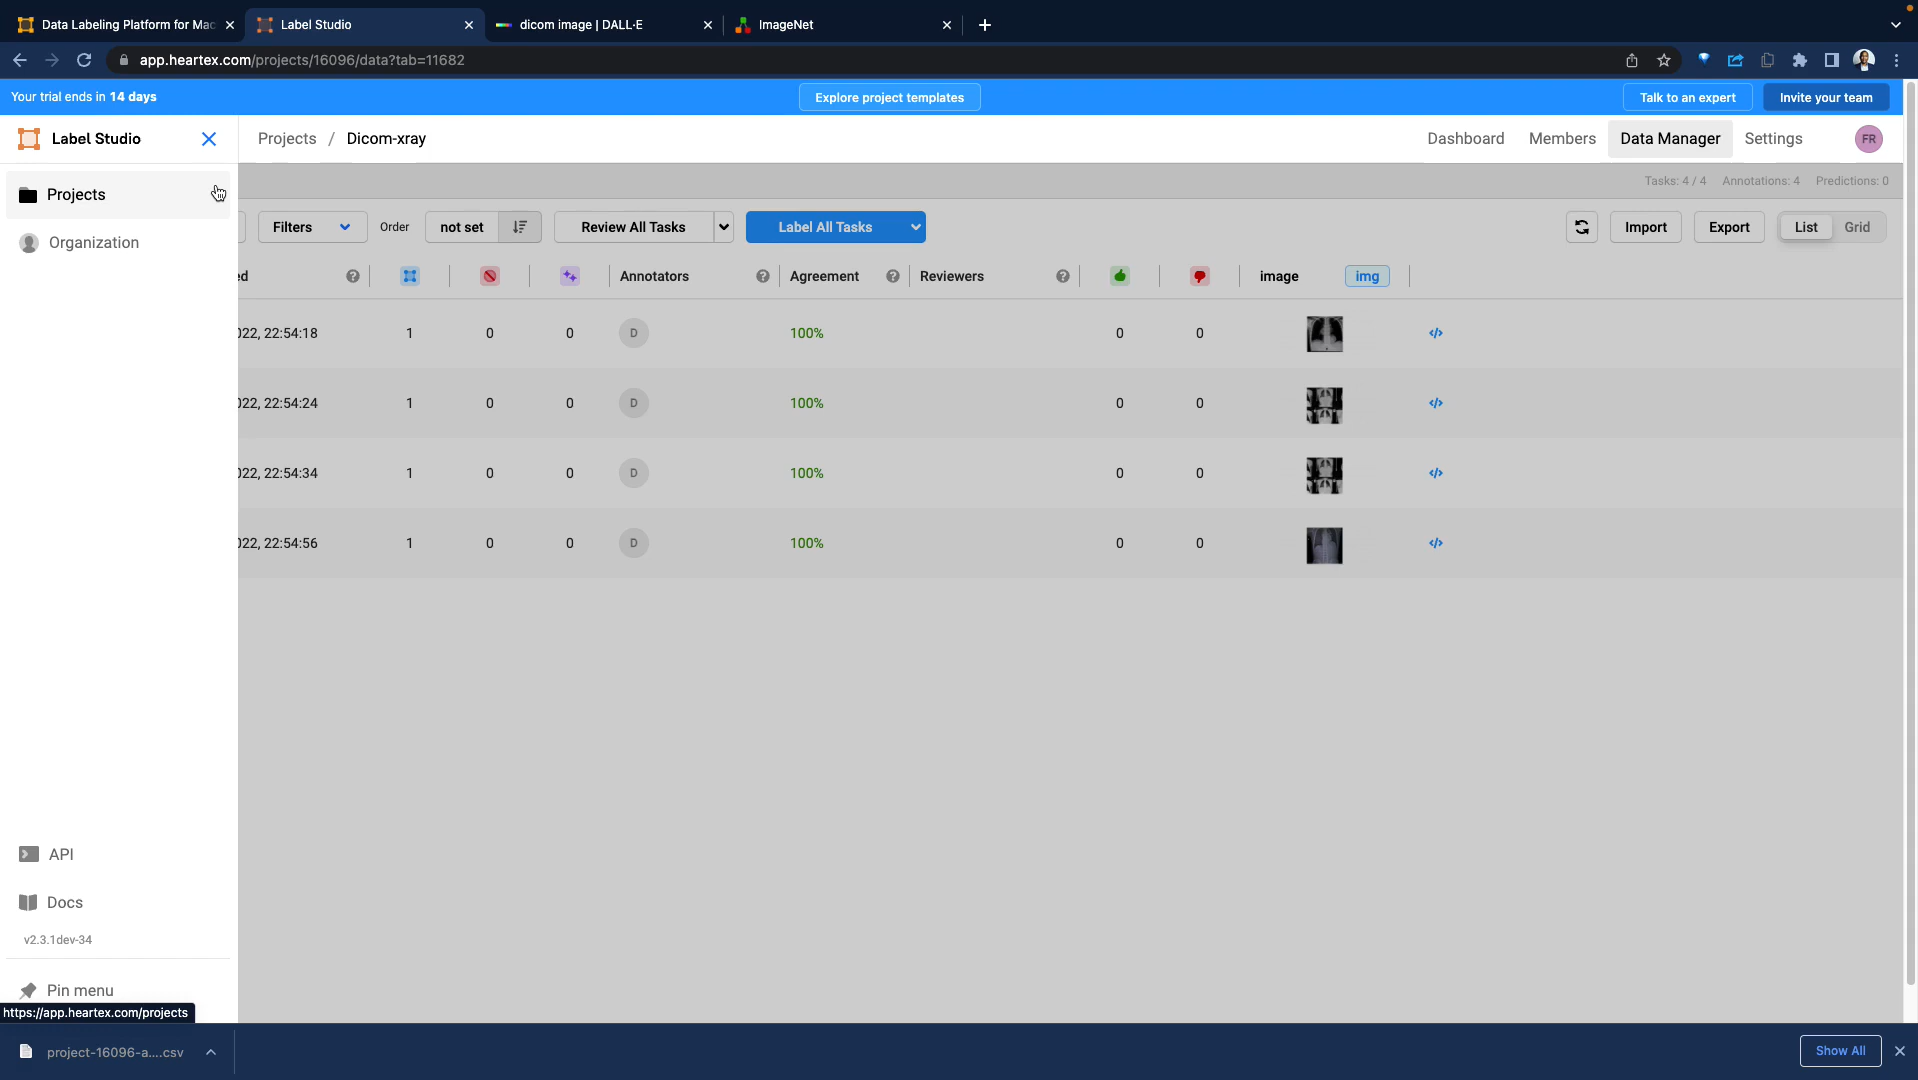 Data Labeling Platform for Mac
Label Studio
dicom image | DALL·E
ImageNet
app.heartex.com/projects/16096/data?tab=11682
Your trial ends in 14 days
Explore project templates
Talk to an expert
Invite your team
Label Studio
Projects / Dicom-xray
Dashboard
Members
Data Manager
Settings
FR
Projects
Organization
Tasks: 4 / 4
Annotations: 4
Predictions: 0
Filters
Order
not set
Review All Tasks
Label All Tasks
Import
Export
List
Grid
ed
Annotators
Agreement
Reviewers
image
img
022, 22:54:18 1 0 0 D 100% 0 0
022, 22:54:24 1 0 0 D 100% 0 0
022, 22:54:34 1 0 0 D 100% 0 0
022, 22:54:56 1 0 0 D 100% 0 0
API
Docs
v2.3.1dev-34
Pin menu
https://app.heartex.com/projects
project-16096-a....csv
Show All